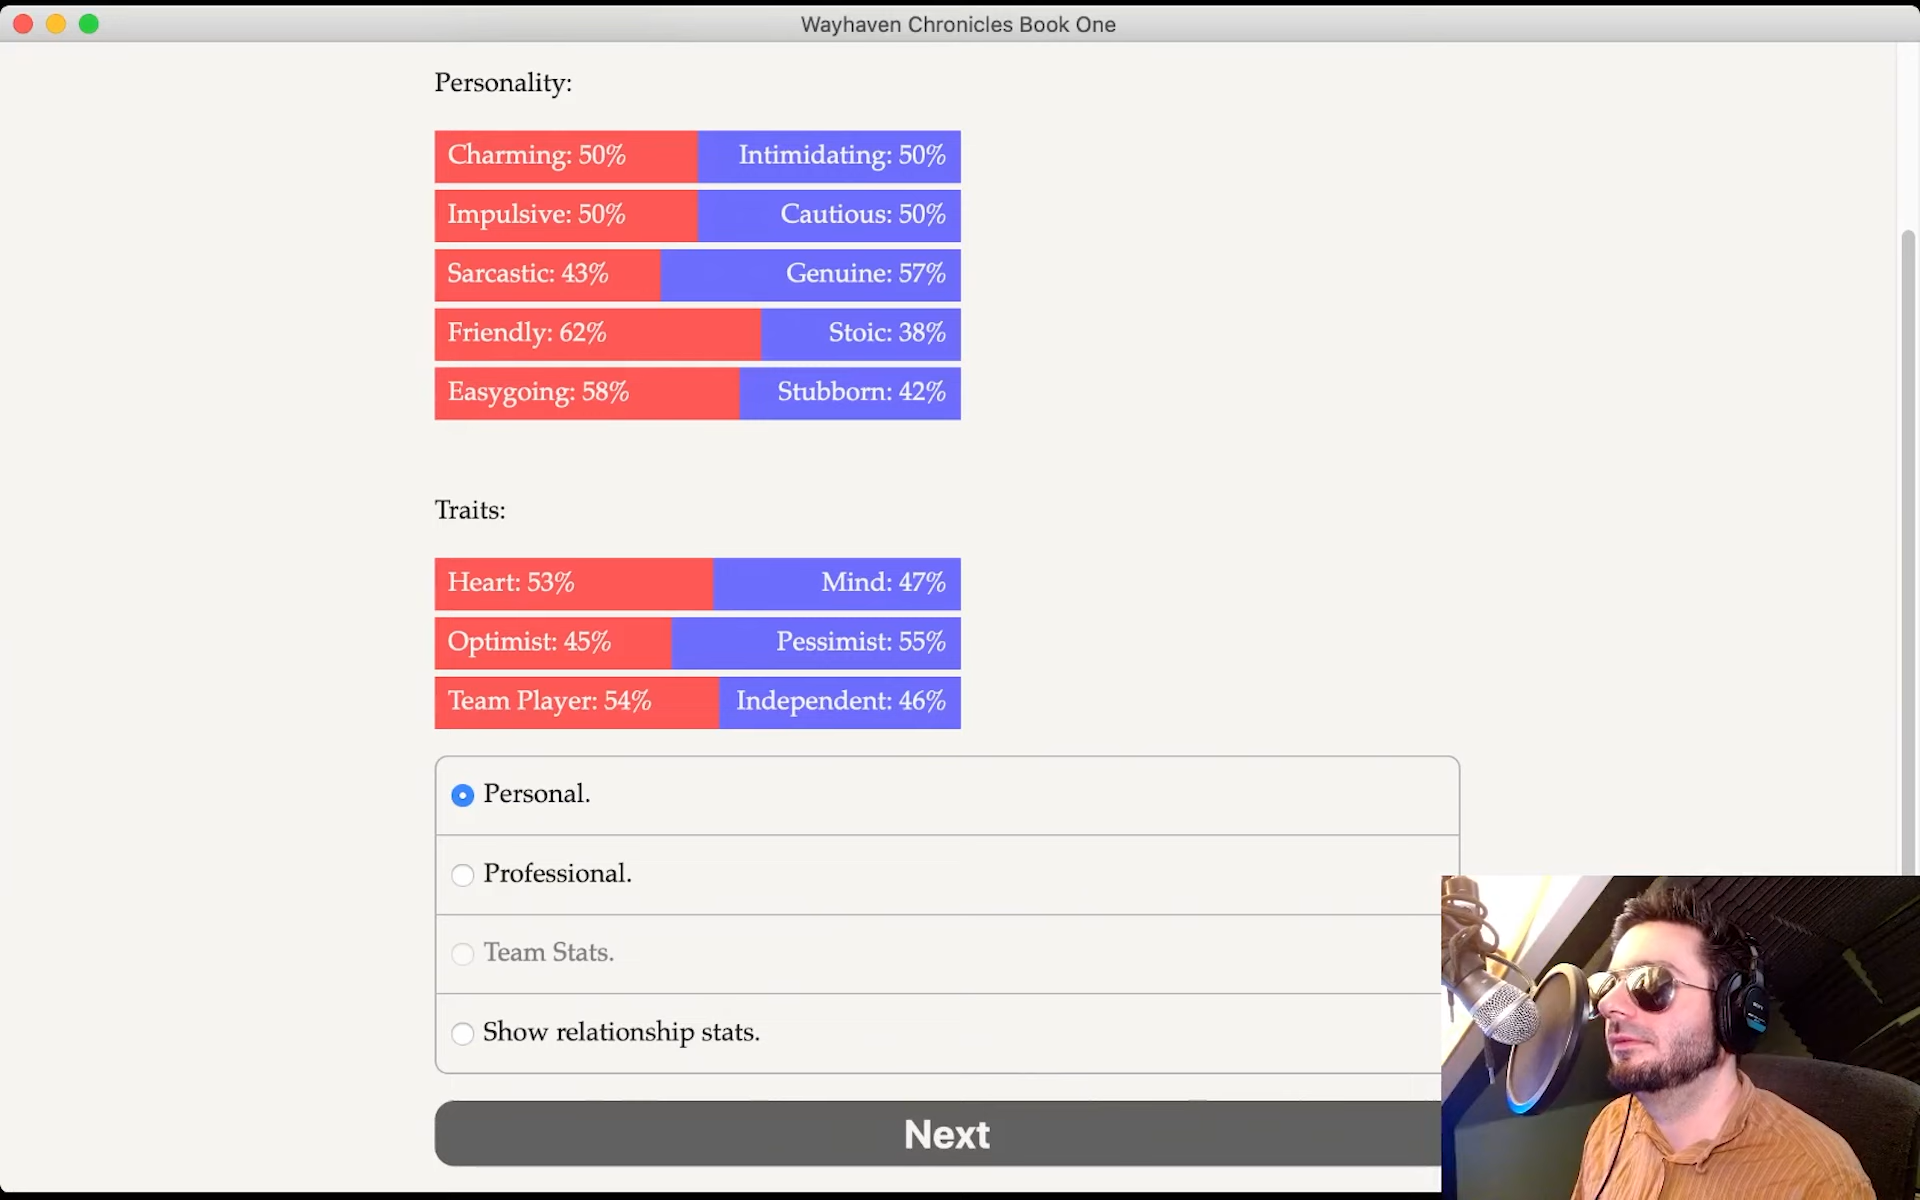 Wayhaven Chronicles Book One
Personality:
Charming: 50% Intimidating: 50%
Impulsive: 50% Cautious: 50%
Sarcastic: 43% Genuine: 57%
Friendly: 62% Stoic: 38%
Easygoing: 58% Stubborn: 42%
Traits:
Heart: 53% Mind: 47%
Optimist: 45% Pessimist: 55%
Team Player: 54% Independent: 46%
Personal.
Professional.
Team Stats.
Show relationship stats.
Next